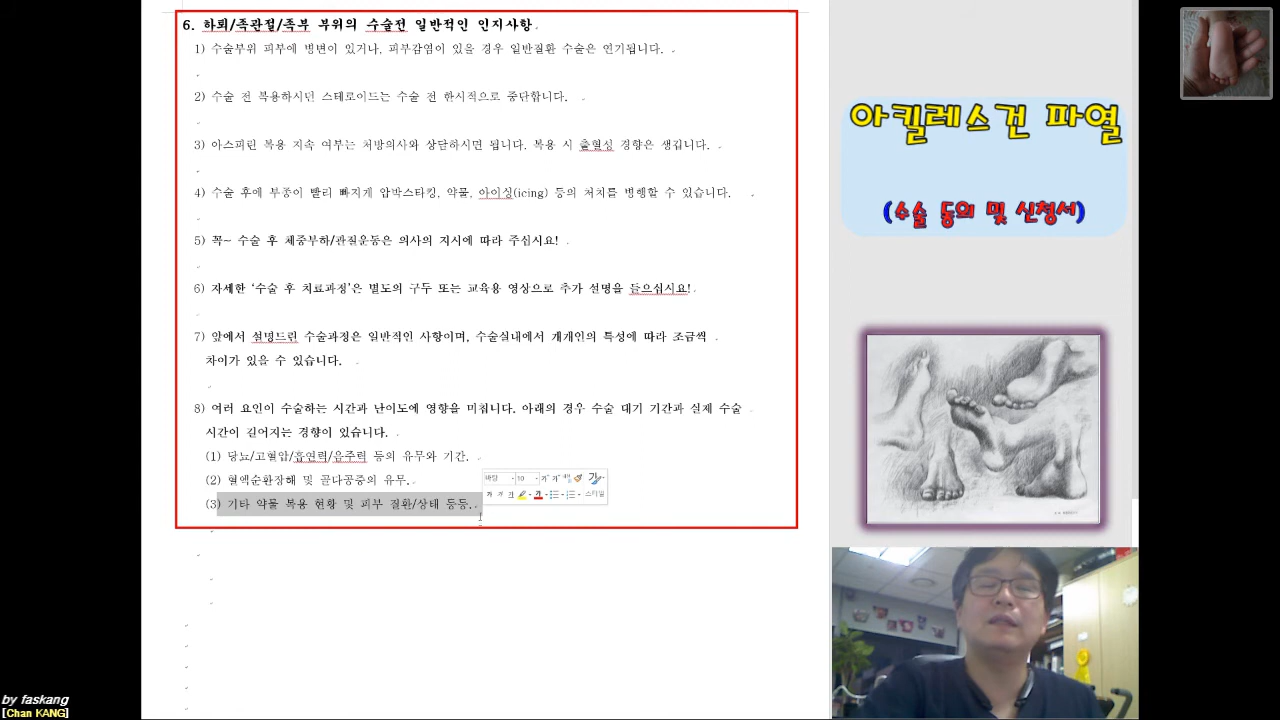 6. 하퇴/족관절/족부 부위의 수술전 일반적인 인지사항
1) 수술부위 피부에 병변이 있거나, 피부감염이 있을 경우 일반질환 수술은 연기됩니다.
2) 수술 전 복용하시던 스테로이드는 수술 전 한시적으로 중단합니다.
3) 아스피린 복용 지속 여부는 처방의사와 상담하시면 됩니다. 복용 시 출혈성 경향은 생깁니다.
4) 수술 후에 부종이 빨리 빠지게 압박스타킹, 약물, 아이싱(icing) 등의 처치를 병행할 수 있습니다.
5) 꼭~ 수술 후 체중부하/관절운동은 의사의 지시에 따라 주십시요!
6) 자세한 '수술 후 치료과정'은 별도의 구두 또는 교육용 영상으로 추가 설명을 들으십시요!
7) 앞에서 설명드린 수술과정은 일반적인 사항이며, 수술실내에서 개개인의 특성에 따라 조금씩
차이가 있을 수 있습니다.
8) 여러 요인이 수술하는 시간과 난이도에 영향을 미칩니다. 아래의 경우 수술 대기 기간과 실제 수술
시간이 길어지는 경향이 있습니다.
(1) 당뇨/고혈압/흡연력/음주력 등의 유무와 기간.
(2) 혈액순환장해 및 골다공증의 유무.
(3) 기타 약물 복용 현황 및 피부 질환/상태 등등.
바탕 10
가 가 가 가 스타일
아킬레스건 파열
(수술 동의 및 신청서)
by faskang
[Chan KANG]